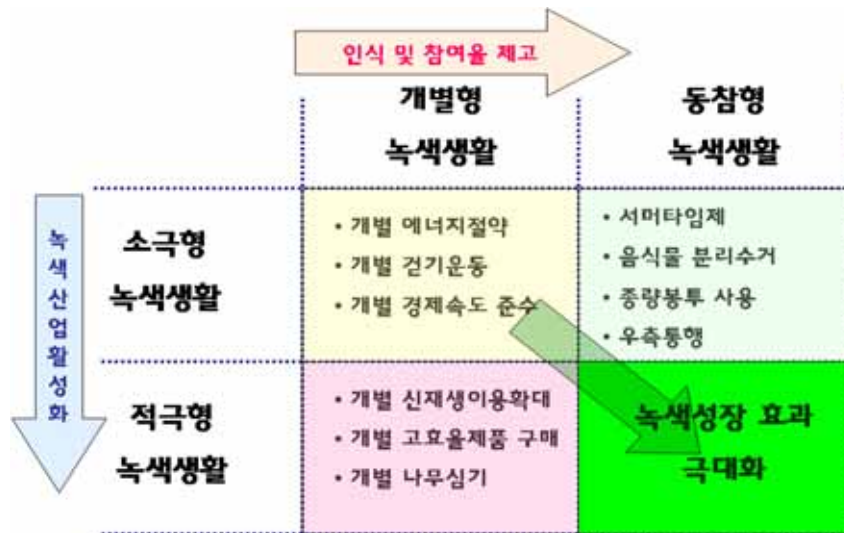 인식 및 참여율 제고
개별형
녹색생활
동참형
녹색생활
녹색산업활성화
소극형
녹색생활
• 개별 에너지절약
• 개별 걷기운동
• 개별 경제속도 준수
• 서머타임제
• 음식물 분리수거
• 종량봉투 사용
• 우측통행
적극형
녹색생활
• 개별 신재생이용확대
• 개별 고효율제품 구매
• 개별 나무심기
녹색성장 효과
극대화